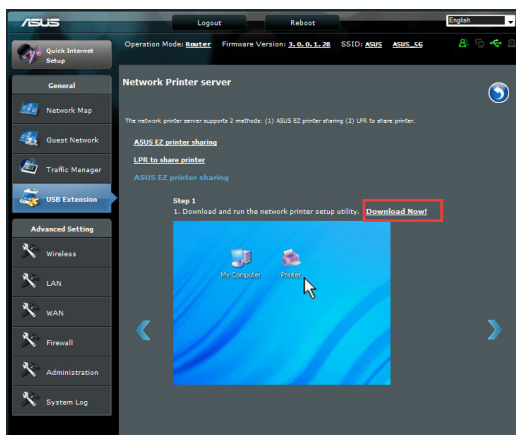 ASUS
Logout
Reboot
English
Quick Internet
Setup
Operation Mode: Router Firmware Version: 3.0.0.1.28 SSID: ASUS ASUS_5G
General
Network Map
Guest Network
Traffic Manager
USB Extension
Advanced Setting
Wireless
LAN
WAN
Firewall
Administration
System Log
Network Printer server
The network printer server supports 2 methods: (1) ASUS EZ printer sharing (2) LPR to share printer.
ASUS EZ printer sharing
LPR to share printer
ASUS EZ printer sharing
Step 1
1. Download and run the network printer setup utility. Download Now!
My Computer
Printer